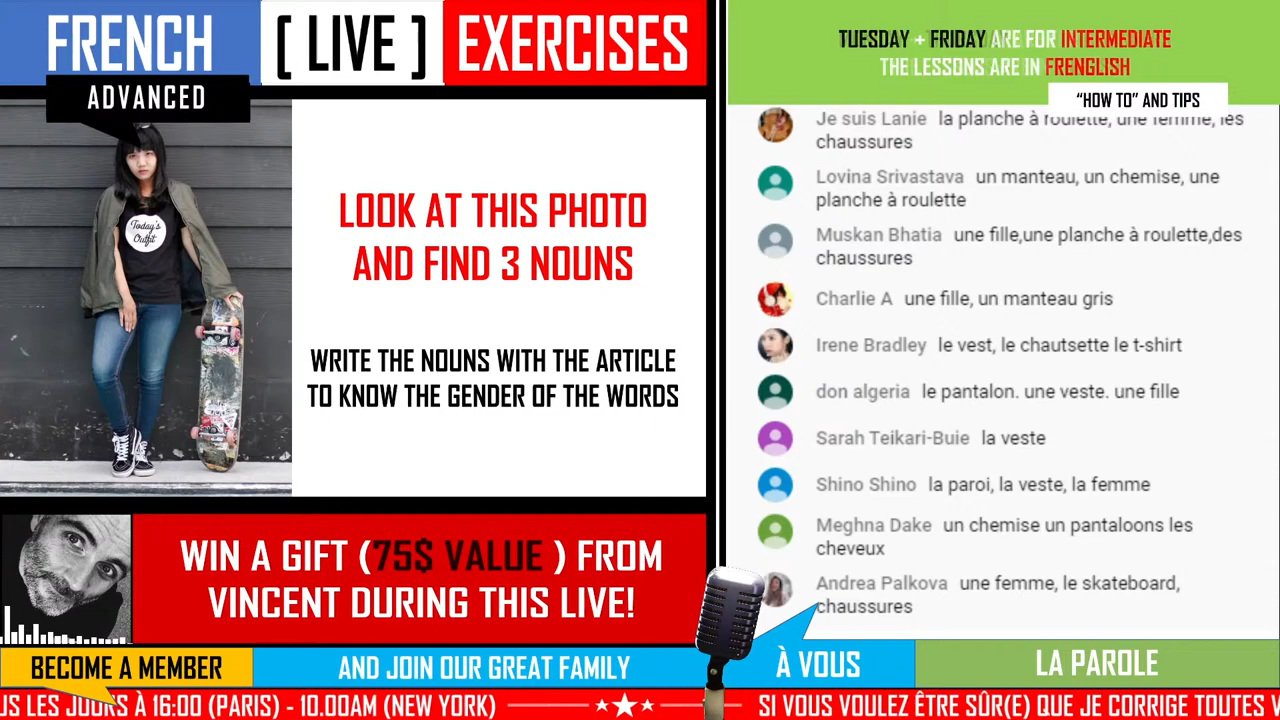 FRENCH [ LIVE ] EXERCISES
ADVANCED
Today's
Outfit
LOOK AT THIS PHOTO
AND FIND 3 NOUNS
WRITE THE NOUNS WITH THE ARTICLE
TO KNOW THE GENDER OF THE WORDS
WIN A GIFT (75$ VALUE ) FROM
VINCENT DURING THIS LIVE!
BECOME A MEMBER
AND JOIN OUR GREAT FAMILY
TUESDAY + FRIDAY ARE FOR INTERMEDIATE
THE LESSONS ARE IN FRENGLISH
“HOW TO” AND TIPS
Je suis Lanie la planche à roulette, une femme, les
chaussures
Lovina Srivastava un manteau, un chemise, une
planche à roulette
Muskan Bhatia une fille,une planche à roulette,des
chaussures
Charlie A une fille, un manteau gris
Irene Bradley le vest, le chautsette le t-shirt
don algeria le pantalon. une veste. une fille
Sarah Teikari-Buie la veste
Shino Shino la paroi, la veste, la femme
Meghna Dake un chemise un pantaloons les
cheveux
Andrea Palkova une femme, le skateboard,
chaussures
À VOUS
LA PAROLE
US LES JOURS À 16:00 (PARIS) - 10.00AM (NEW YORK)
SI VOUS VOULEZ ÊTRE SÛR(E) QUE JE CORRIGE TOUTES V